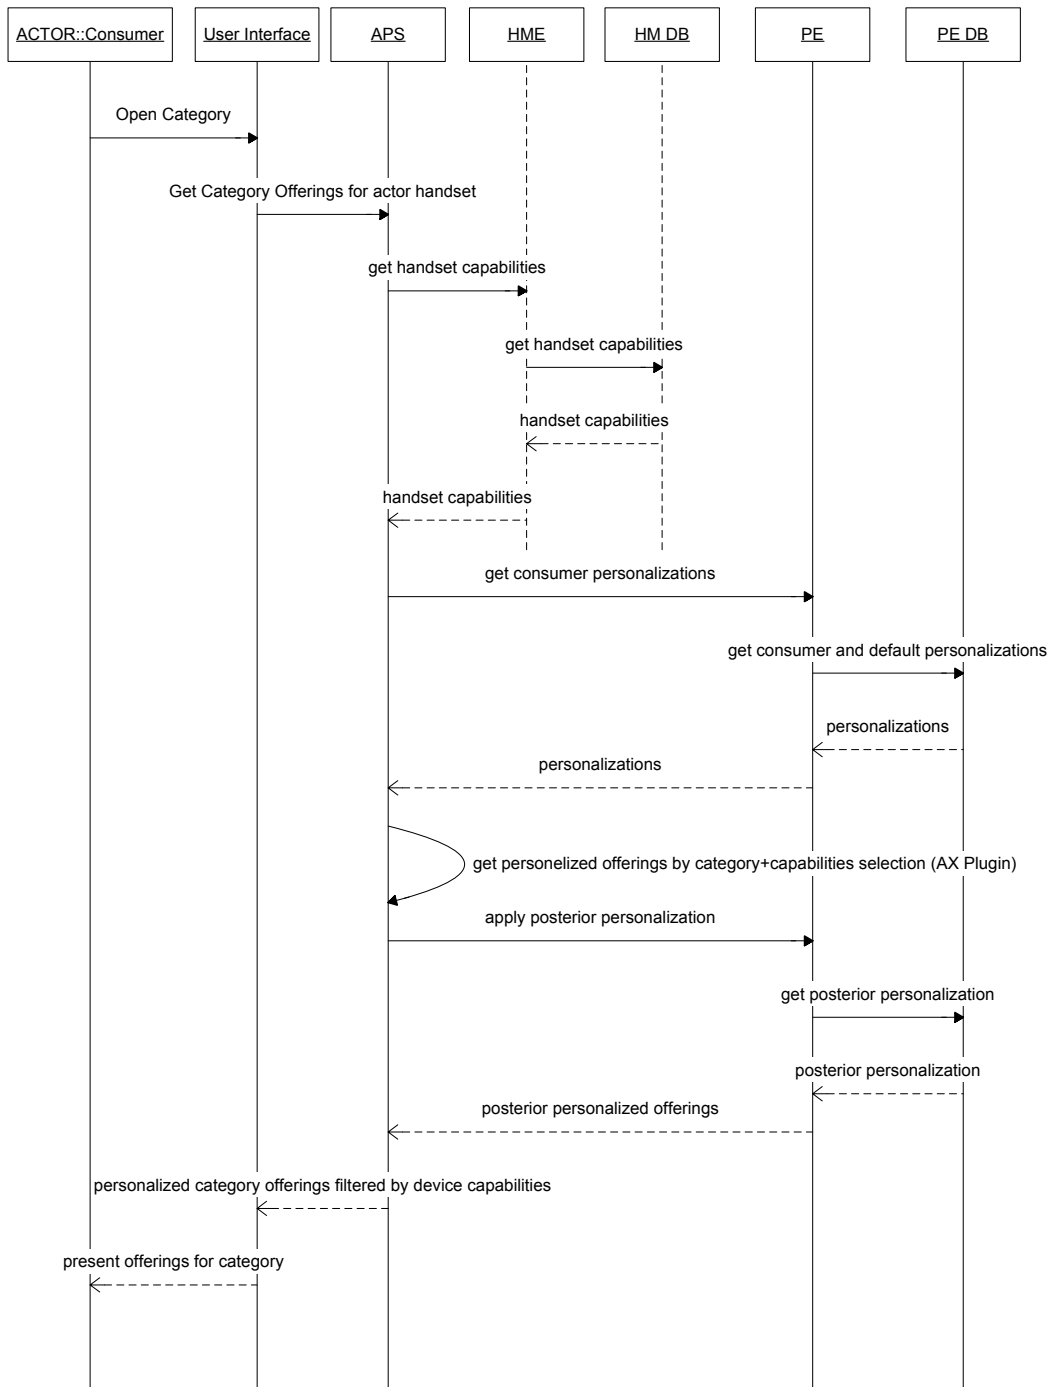 ACTOR::Consumer
User Interface
APS
HME
HM DB
PE
PE DB
Open Category
Get Category Offerings for actor handset
get handset capabilities
get handset capabilities
handset capabilities
handset capabilities
get consumer personalizations
get consumer and default personalizations
personalizations
personalizations
get personelized offerings by category+capabilities selection (AX Plugin)
apply posterior personalization
get posterior personalization
posterior personalization
posterior personalized offerings
personalized category offerings filtered by device capabilities
present offerings for category